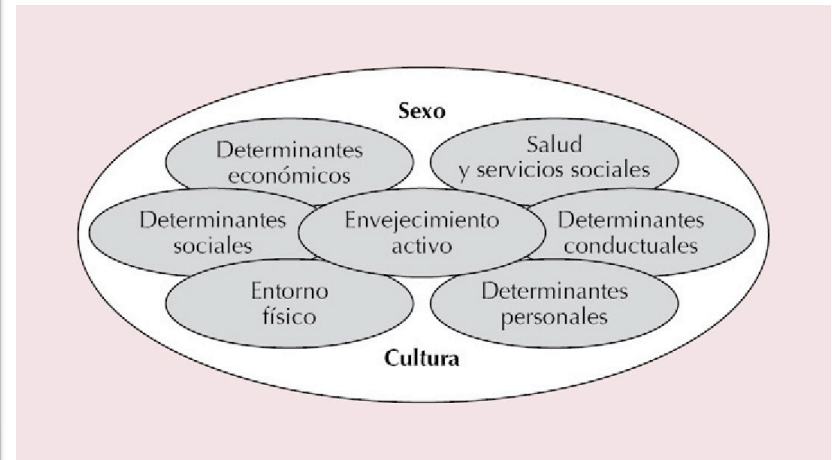 Sexo
Determinantes
económicos
Salud
y servicios sociales
Determinantes
sociales
Envejecimiento
activo
Determinantes
conductuales
Entorno
físico
Determinantes
personales
Cultura